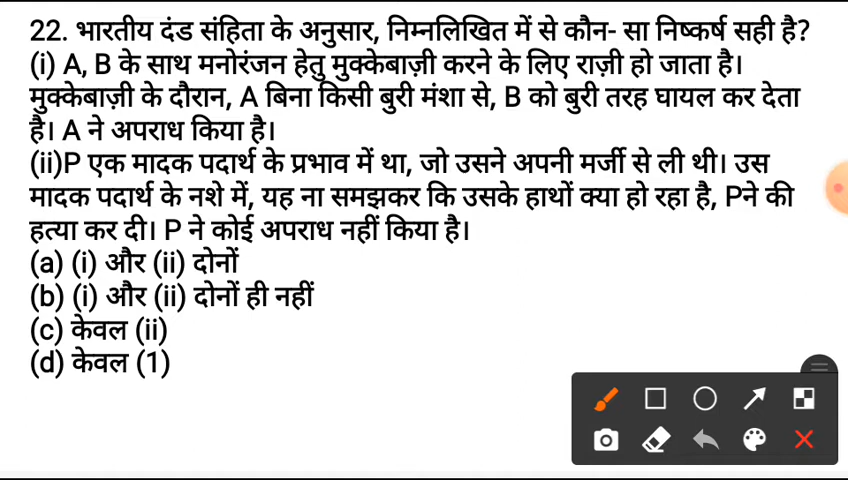 22. भारतीय दंड संहिता के अनुसार, निम्नलिखित में से कौन- सा निष्कर्ष सही है?
(i) A, B के साथ मनोरंजन हेतु मुक्केबाज़ी करने के लिए राज़ी हो जाता है।
मुक्केबाज़ी के दौरान, A बिना किसी बुरी मंशा से, B को बुरी तरह घायल कर देता
है। A ने अपराध किया है।
(ii)P एक मादक पदार्थ के प्रभाव में था, जो उसने अपनी मर्जी से ली थी। उस
मादक पदार्थ के नशे में, यह ना समझकर कि उसके हाथों क्या हो रहा है, Pने की
हत्या कर दी। P ने कोई अपराध नहीं किया है।
(a) (i) और (ii) दोनों
(b) (i) और (ii) दोनों ही नहीं
(c) केवल (ii)
(d) केवल (1)